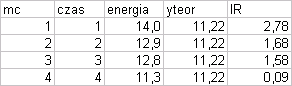 mc czas energia yteor IR
1 1 14,0 11,22 2,78
2 2 12,9 11,22 1,68
3 3 12,8 11,22 1,58
4 4 11,3 11,22 0,09